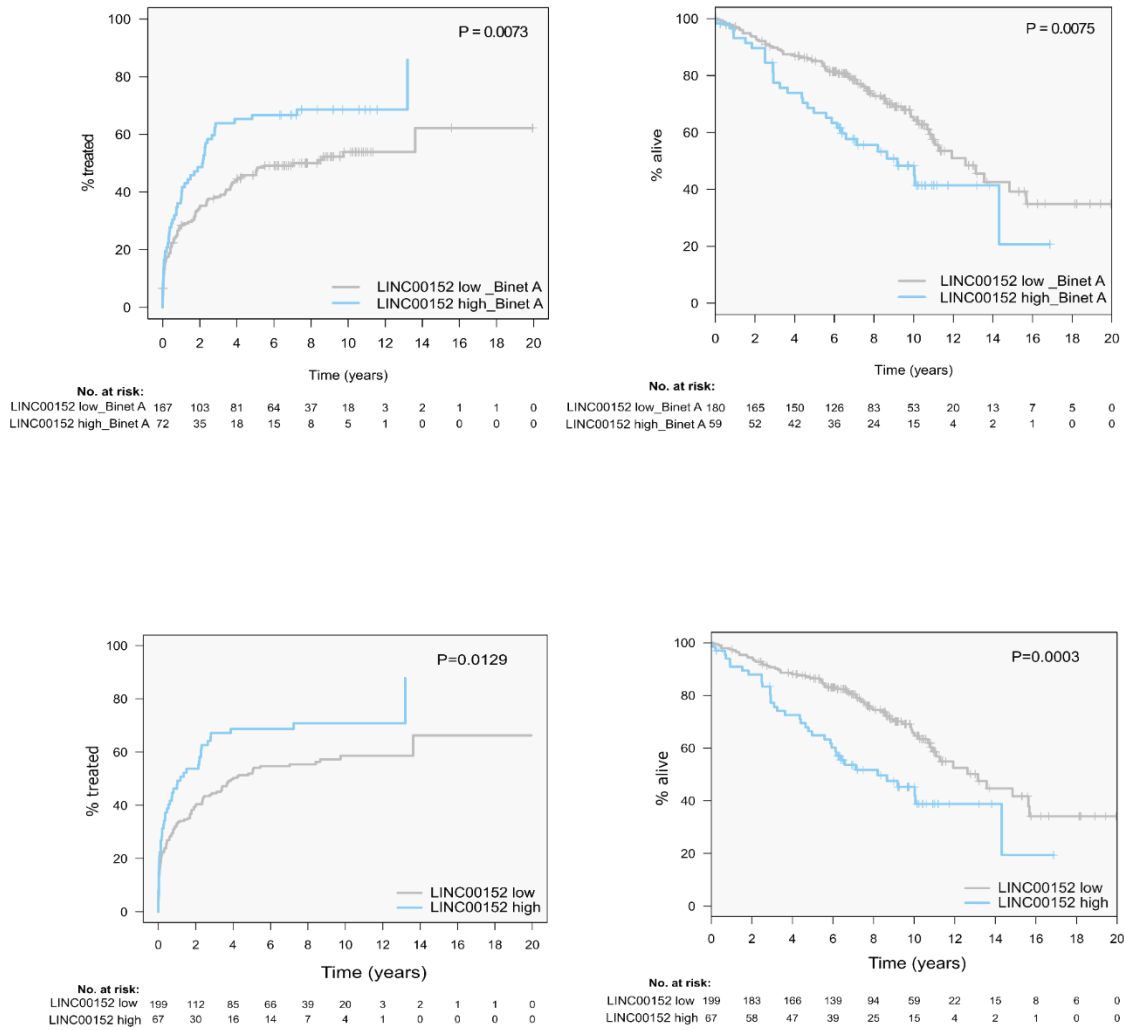 100
80
60
40
20
0
% treated
P = 0.0073
LINC00152 low _Binet A
LINC00152 high_Binet A
0 2 4 6 8 10 12 14 16 18 20
Time (years)
No. at risk:
LINC00152 low_Binet A 167 103 81 64 37 18 3 2 1 1 0
LINC00152 high_Binet A 72 35 18 15 8 5 1 0 0 0 0
100
80
60
40
20
0
% alive
P = 0.0075
LINC00152 low _Binet A
LINC00152 high_Binet A
0 2 4 6 8 10 12 14 16 18 20
Time (years)
No. at risk:
LINC00152 low_Binet A 180 165 150 126 83 53 20 13 7 5 0
LINC00152 high_Binet A 59 52 42 36 24 15 4 2 1 0 0
100
80
60
40
20
0
% treated
P=0.0129
LINC00152 low
LINC00152 high
0 2 4 6 8 10 12 14 16 18 20
Time (years)
No. at risk:
LINC00152 low 199 112 85 66 39 20 3 2 1 1 0
LINC00152 high 67 30 16 14 7 4 1 0 0 0 0
100
80
60
40
20
0
% alive
P=0.0003
LINC00152 low
LINC00152 high
0 2 4 6 8 10 12 14 16 18 20
Time (years)
No. at risk:
LINC00152 low 199 183 166 139 94 59 22 15 8 6 0
LINC00152 high 67 58 47 39 25 15 4 2 1 0 0